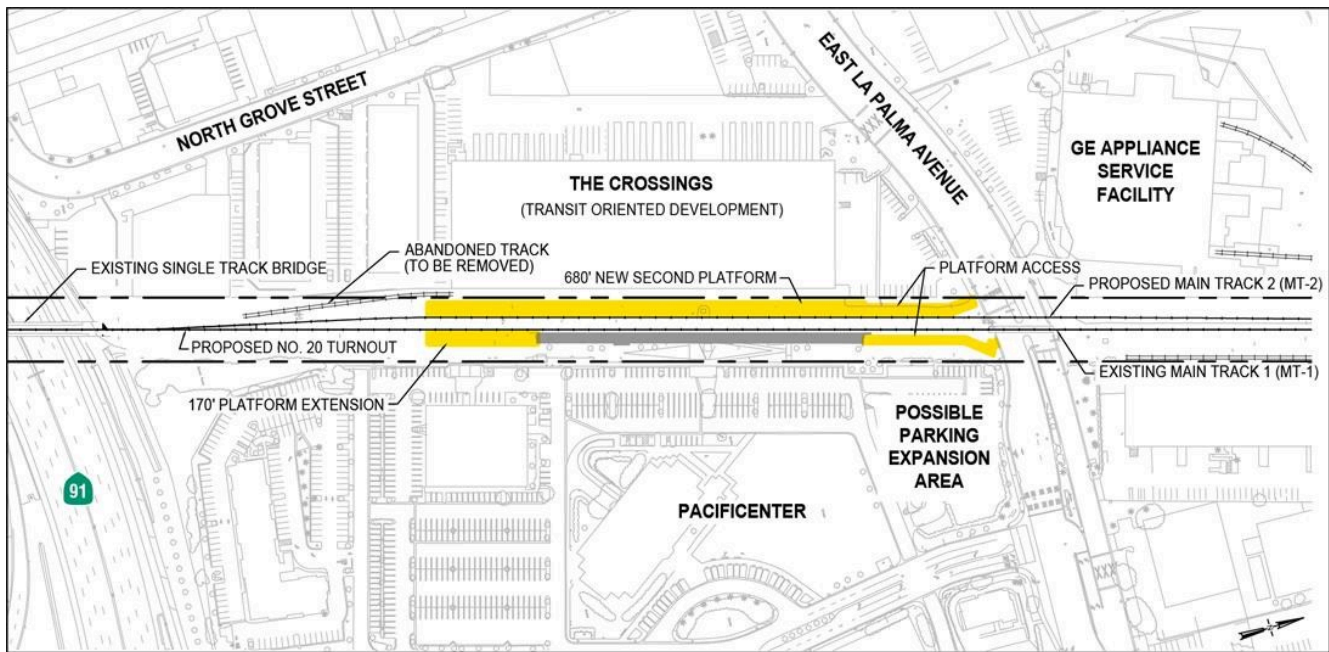 NORTH GROVE STREET
EAST LA PALMA AVENUE
GE APPLIANCE
SERVICE
FACILITY
THE CROSSINGS
(TRANSIT ORIENTED DEVELOPMENT)
EXISTING SINGLE TRACK BRIDGE
ABANDONED TRACK
(TO BE REMOVED)
680' NEW SECOND PLATFORM
PLATFORM ACCESS
PROPOSED MAIN TRACK 2 (MT-2)
PROPOSED NO. 20 TURNOUT
EXISTING MAIN TRACK 1 (MT-1)
170' PLATFORM EXTENSION
POSSIBLE
PARKING
EXPANSION
AREA
91
PACIFICENTER